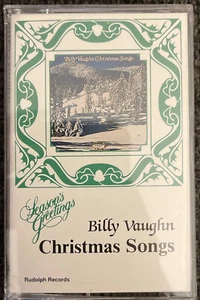 Billy Vaughn Christmas Songs
Season's
Greetings
Billy Vaughn
Christmas Songs
Rudolph Records